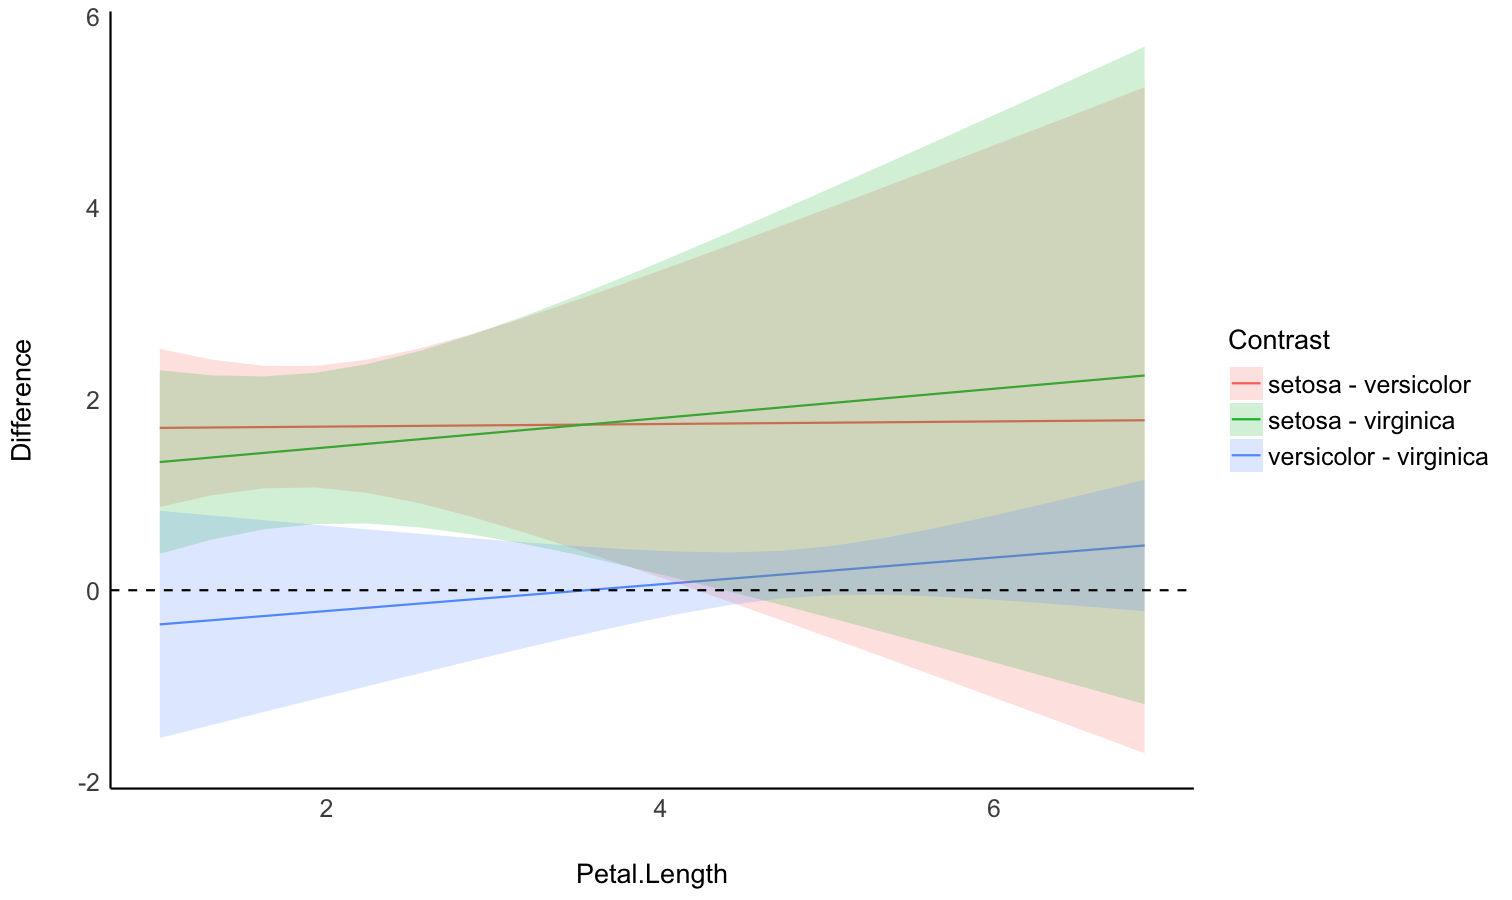 6
4
2
0
-2
Difference
2
4
6
Petal.Length
Contrast
setosa - versicolor
setosa - virginica
versicolor - virginica